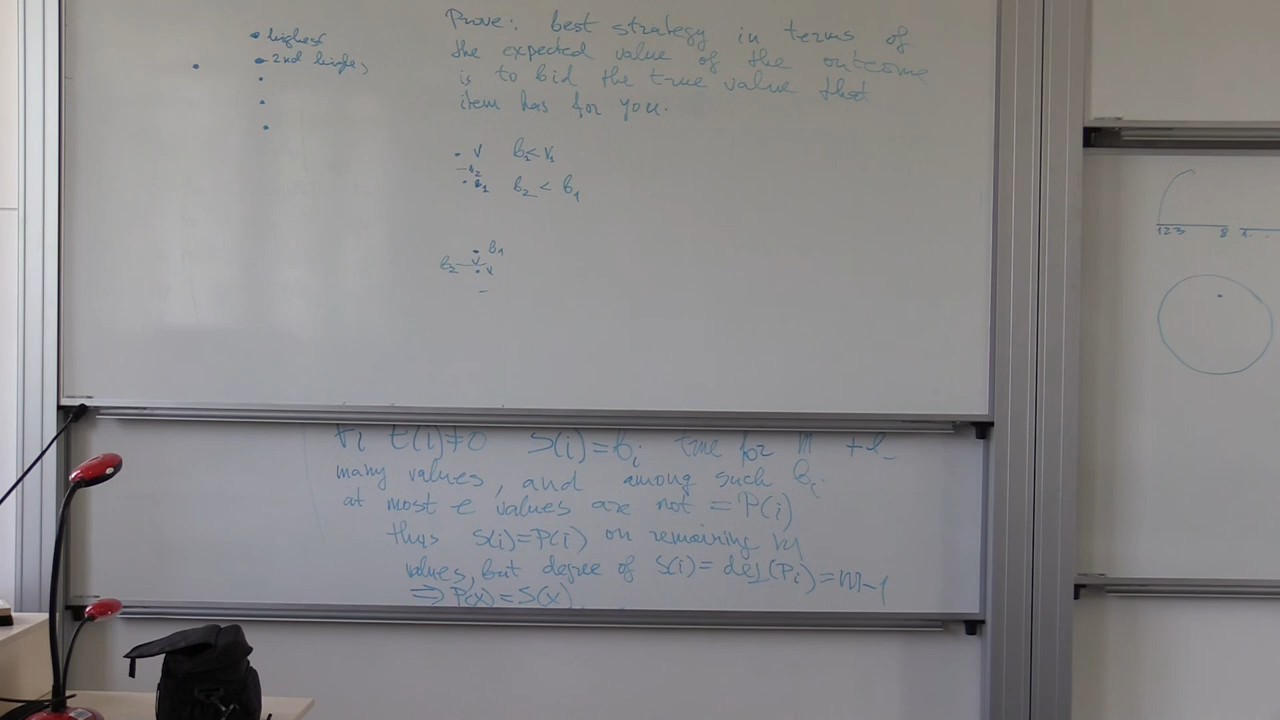 highest
2nd
Prove: best strategy in terms of
the expected value of the outcome
is to bid the true value that
item has for you.
v b₁<v₁
b₂
b₁ b₂ < b₁
b₁
b₂ v
v
∀i t(i)≠0 S(i)=bᵢ true for m +e
many values, and among such bᵢ
at most e values are not = P(i)
thus S(i)=P(i) on remaining m
values, but degree of S(i)= deg(Pᵢ)=m-1
⇒ P(x)=S(x)
123 8 1..